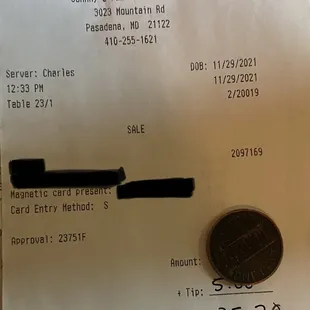 3023 Mountain Rd
Pasadena, MD 21122
410-255-1621
Server: Charles
DOB: 11/29/2021
12:33 PM
11/29/2021
Table 23/1
2/20019
SALE
2097169
Magnetic card present:
Card Entry Method: S
Approval: 23751F
Amount:
+ Tip: